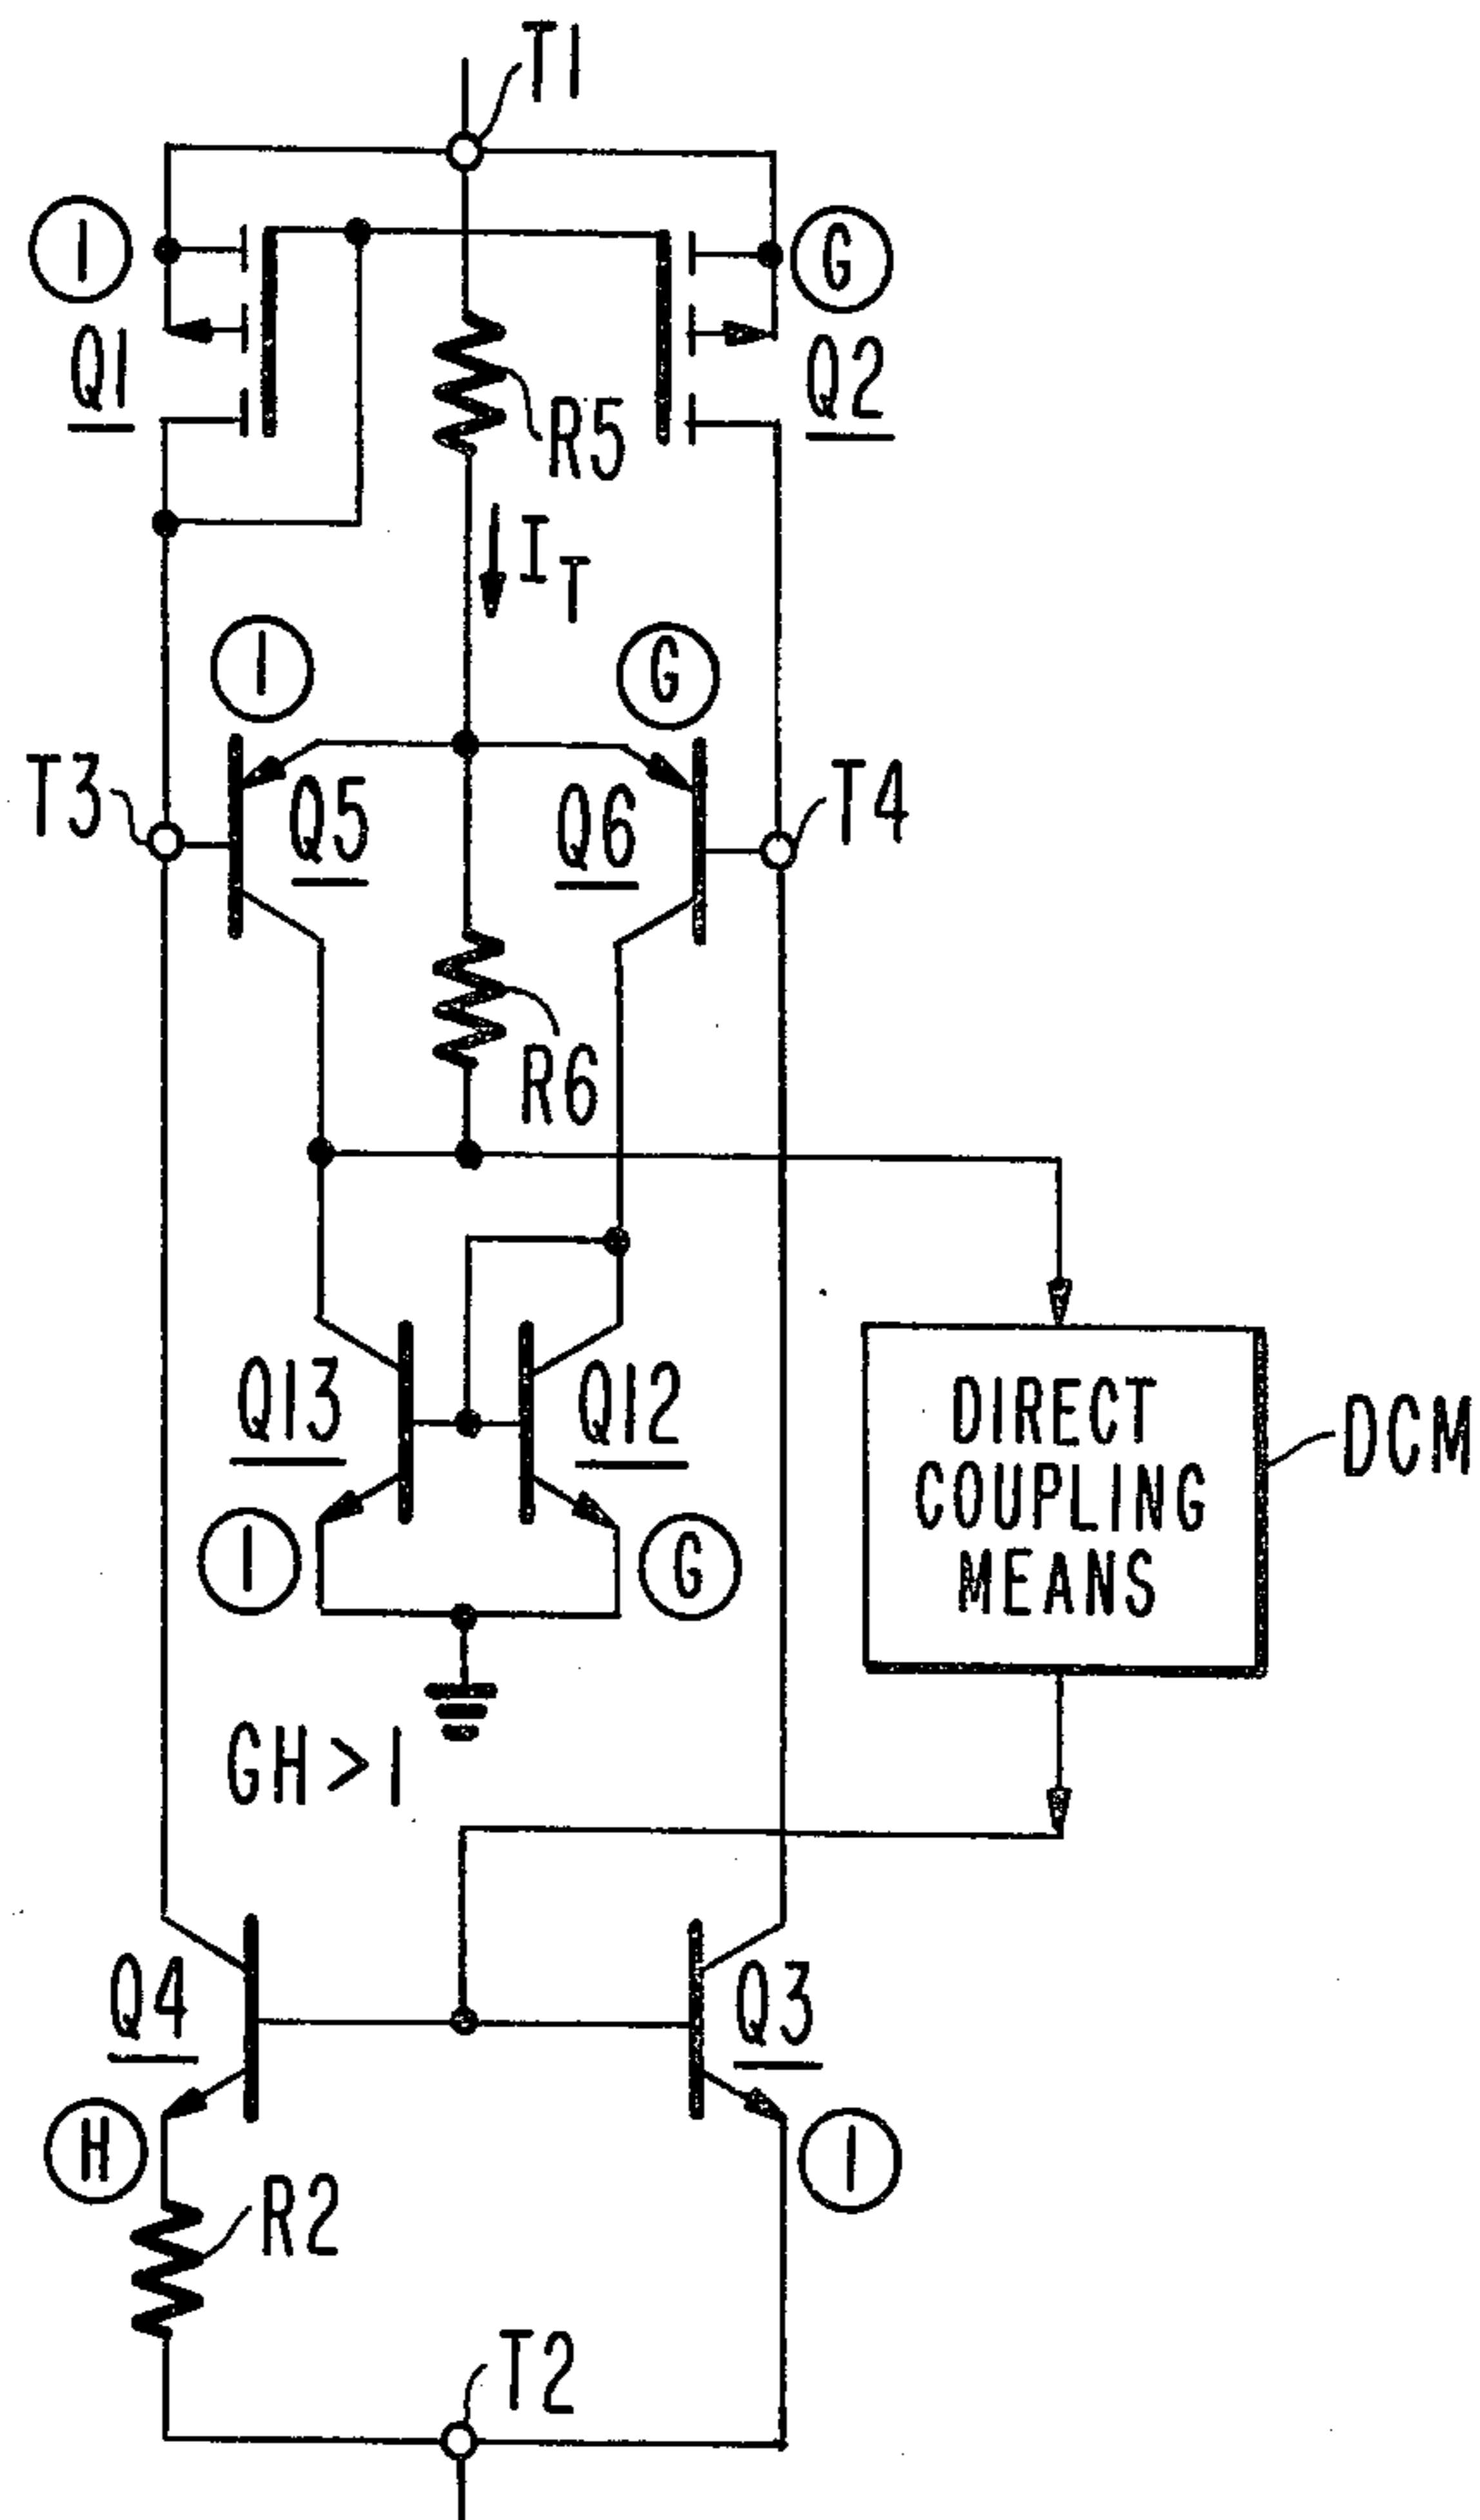 T1
1
G
Q1
Q2
R5
I T
1
G
T3
Q5
Q6
T4
R6
Q13
Q12
DIRECT
COUPLING
MEANS
DCM
1
G
GH>1
Q4
Q3
H
1
R2
T2